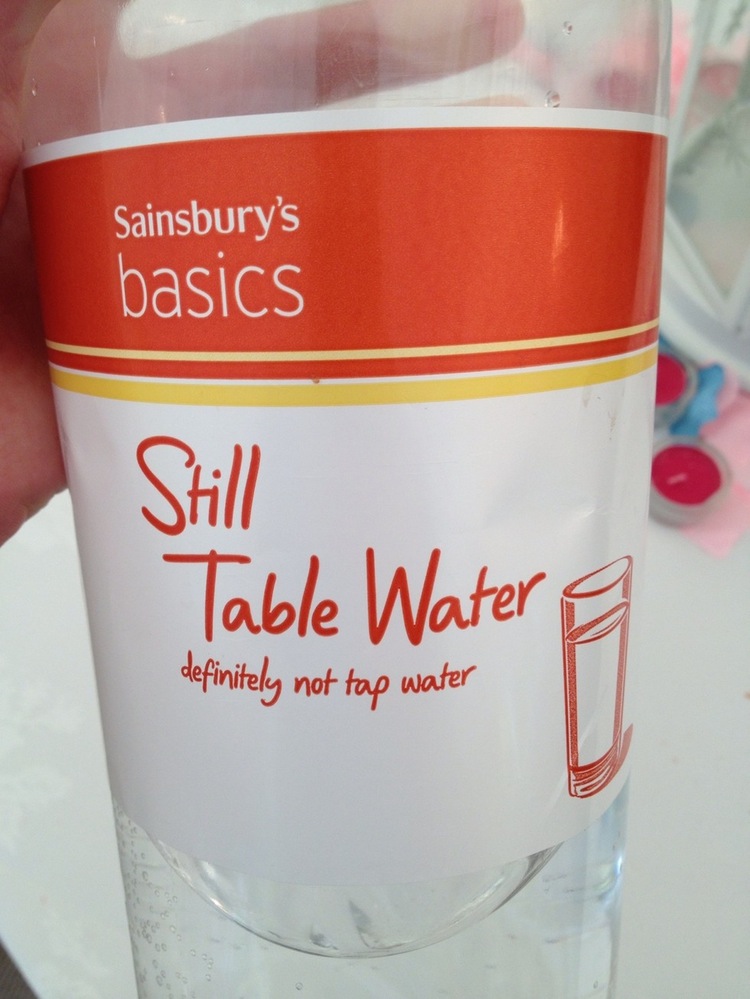 Sainsbury's
basics
Still
Table Water
definitely not tap water